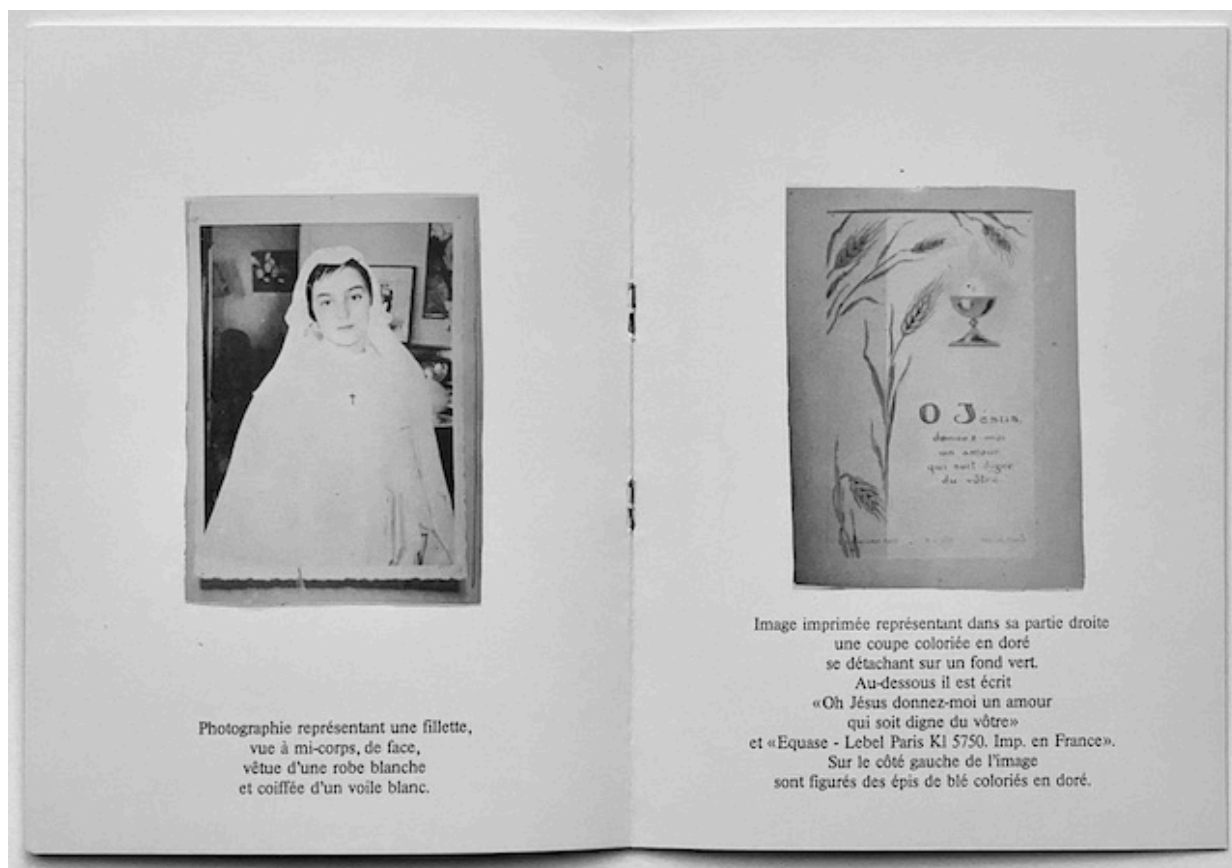 Photographie représentant une fillette,
vue à mi-corps, de face,
vêtue d'une robe blanche
et coiffée d'un voile blanc.
O Jésus,
donnez-moi
un amour
qui soit digne
du vôtre
Image imprimée représentant dans sa partie droite
une coupe coloriée en doré
se détachant sur un fond vert.
Au-dessous il est écrit
«Oh Jésus donnez-moi un amour
qui soit digne du vôtre»
et «Equase - Lebel Paris Kl 5750. Imp. en France».
Sur le côté gauche de l'image
sont figurés des épis de blé coloriés en doré.